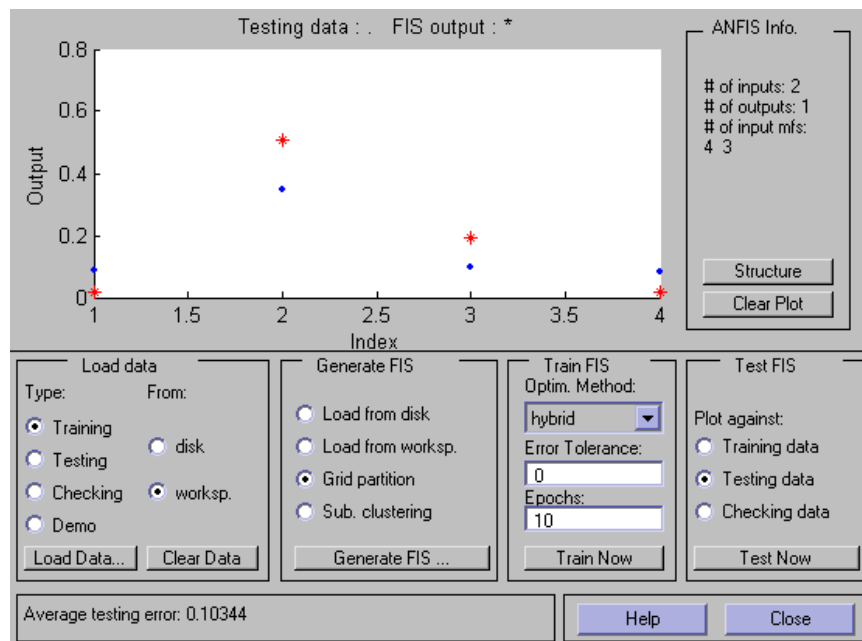 Testing data : .   FIS output : *
0.8
0.6
0.4
0.2
0
Output
1
1.5
2
2.5
3
3.5
4
Index
ANFIS Info.
# of inputs: 2
# of outputs: 1
# of input mfs:
4  3
Structure
Clear Plot
Load data
Type:
From:
Training
Testing
Checking
Demo
disk
worksp.
Load Data...
Clear Data
Generate FIS
Load from disk
Load from worksp.
Grid partition
Sub. clustering
Generate FIS ...
Train FIS
Optim. Method:
hybrid
Error Tolerance:
0
Epochs:
10
Train Now
Test FIS
Plot against:
Training data
Testing data
Checking data
Test Now
Average testing error: 0.10344
Help
Close